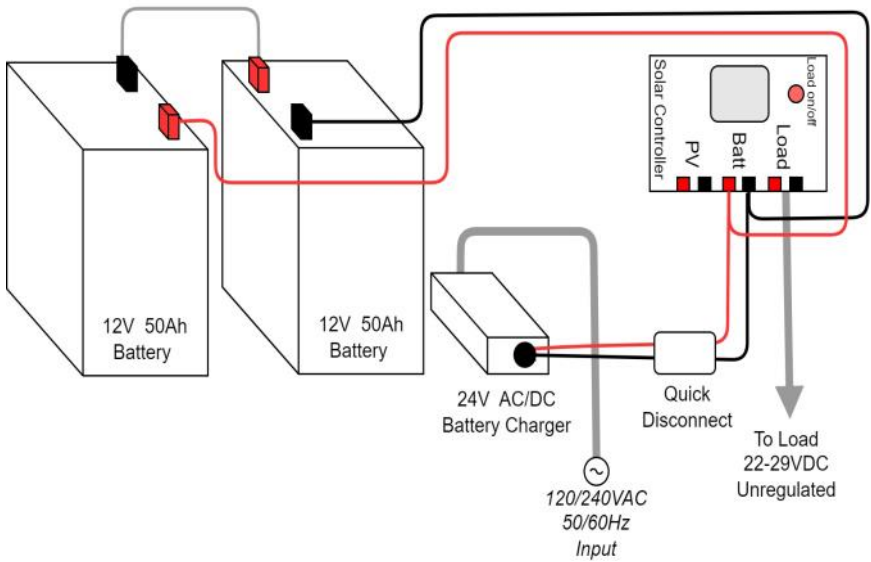 12V 50Ah
Battery
12V 50Ah
Battery
Solar Controller
PV
Batt
Load
Load on/off
24V AC/DC
Battery Charger
Quick
Disconnect
To Load
22-29VDC
Unregulated
120/240VAC
50/60Hz
Input